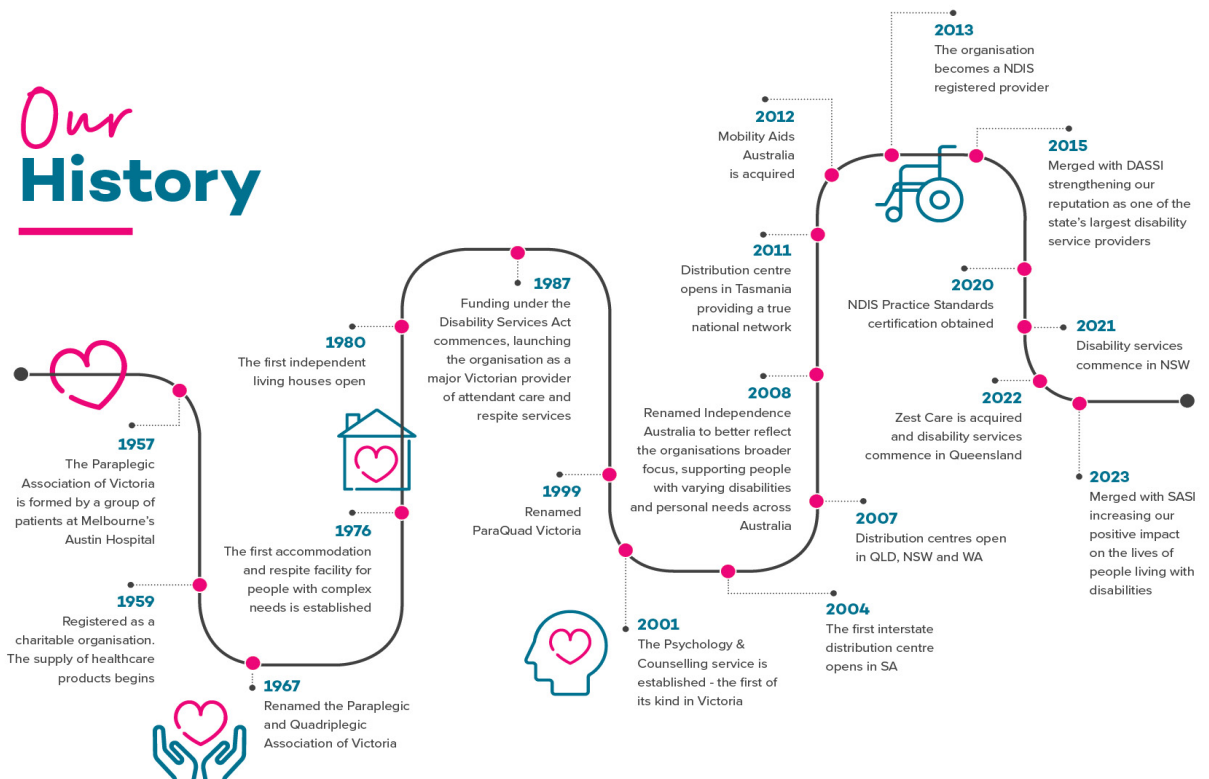 Our
History
1957
The Paraplegic
Association of Victoria
is formed by a group of
patients at Melbourne's
Austin Hospital
1959
Registered as a
charitable organisation.
The supply of healthcare
products begins
1967
Renamed the Paraplegic
and Quadriplegic
Association of Victoria
1976
The first accommodation
and respite facility for
people with complex
needs is established
1980
The first independent
living houses open
1987
Funding under the
Disability Services Act
commences, launching
the organisation as a
major Victorian provider
of attendant care and
respite services
1999
Renamed
ParaQuad Victoria
2001
The Psychology &
Counselling service is
established - the first of
its kind in Victoria
2004
The first interstate
distribution centre
opens in SA
2007
Distribution centres open
in QLD, NSW and WA
2008
Renamed Independence
Australia to better reflect
the organisations broader
focus, supporting people
with varying disabilities
and personal needs across
Australia
2011
Distribution centre
opens in Tasmania
providing a true
national network
2012
Mobility Aids
Australia
is acquired
2013
The organisation
becomes a NDIS
registered provider
2015
Merged with DASSI
strengthening our
reputation as one of the
state's largest disability
service providers
2020
NDIS Practice Standards
certification obtained
2021
Disability services
commence in NSW
2022
Zest Care is acquired
and disability services
commence in Queensland
2023
Merged with SASI
increasing our
positive impact
on the lives of
people living with
disabilities